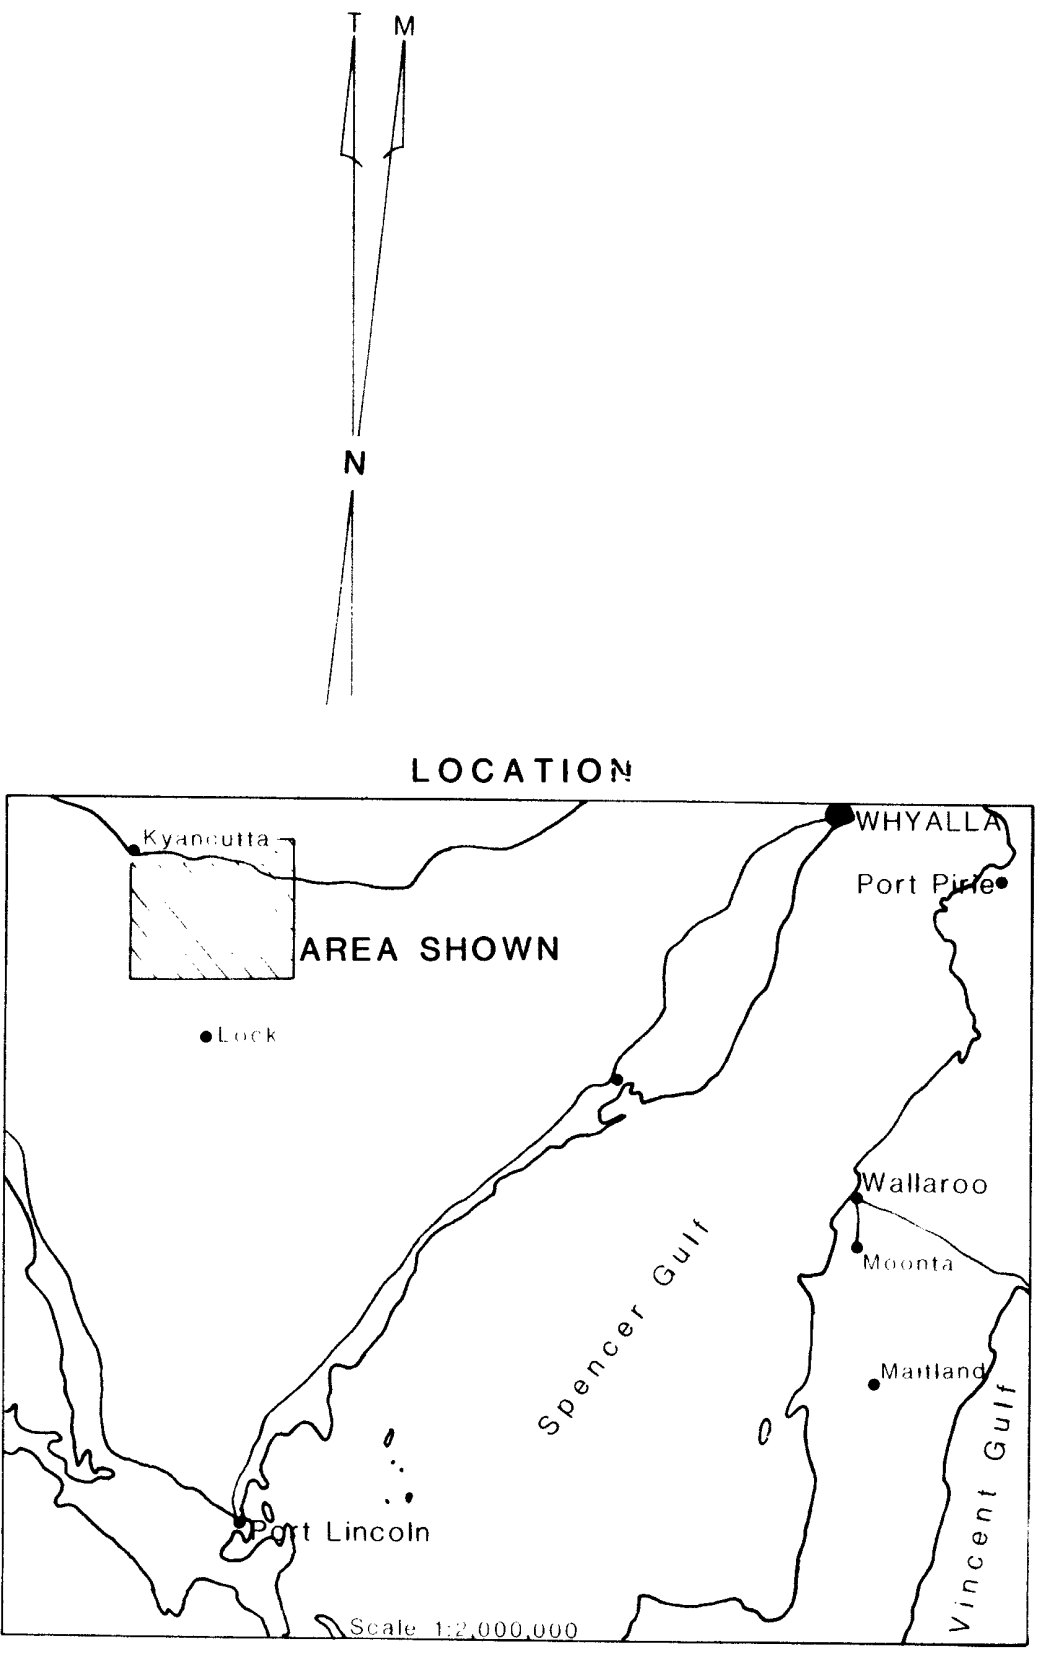 T M
N
LOCATION
Kyancutta
WHYALLA
Port Pirie
AREA SHOWN
Lock
Wallaroo
Moonta
Spencer Gulf
Maitland
Vincent Gulf
Port Lincoln
Scale 1:2,000,000